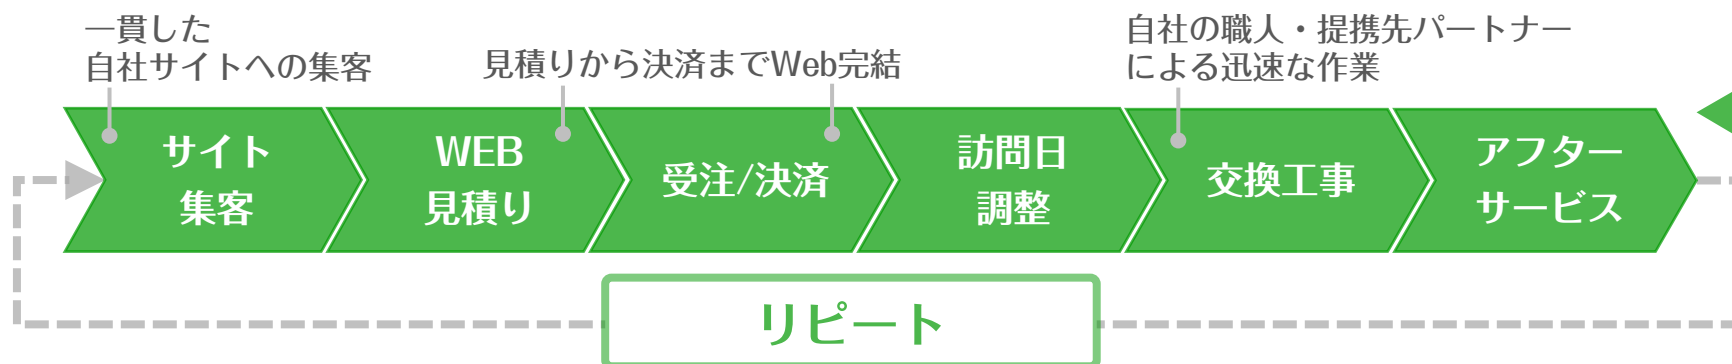 一貫した
自社サイトへの集客
見積りから決済までWeb完結
自社の職人・提携先パートナー
による迅速な作業
サイト
集客
WEB
見積り
受注/決済
訪問日
調整
交換工事
アフター
サービス
リピート